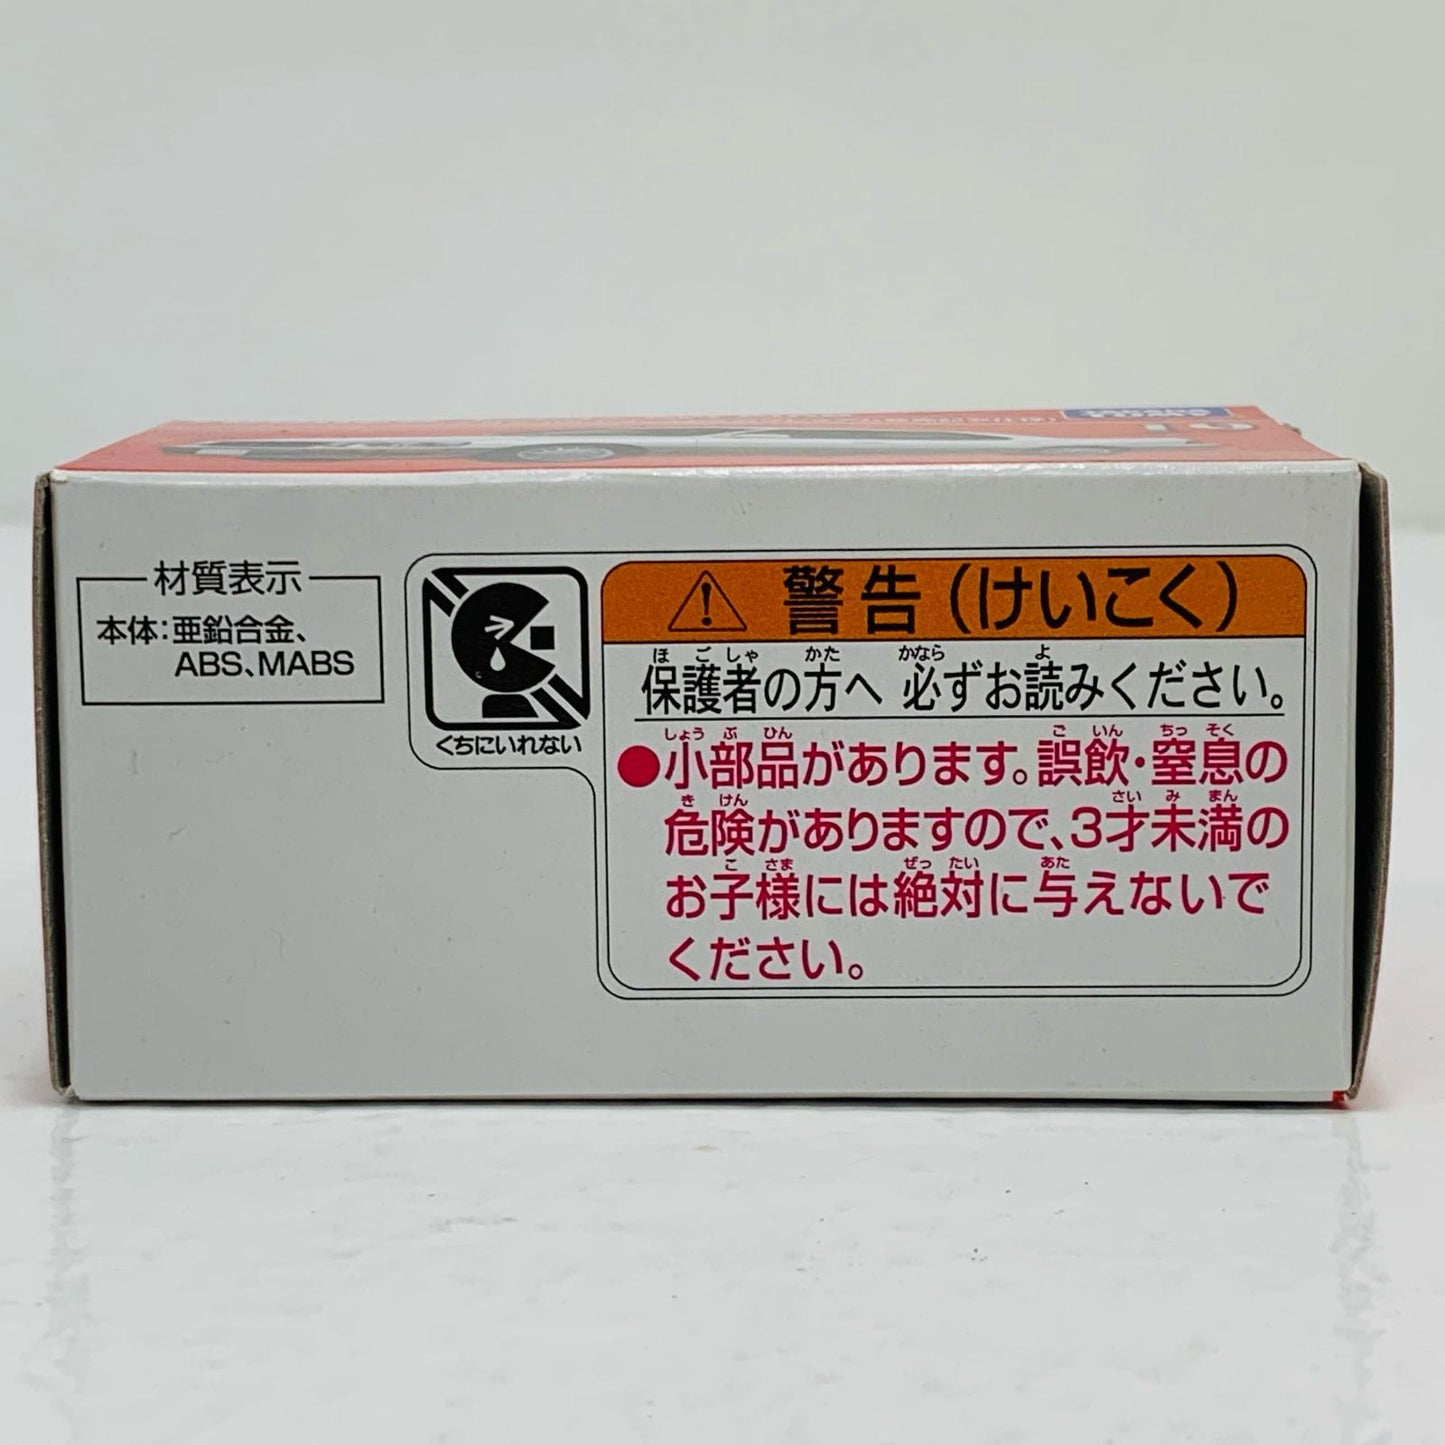 19
材質表示
本体:亜鉛合金、
ABS、MABS
くちにいれない
警告(けいこく)
ほごしゃ かた かなら よ
保護者の方へ 必ずお読みください。
しょうぶひん ごいん ちっそく
●小部品があります。誤飲・窒息の
きけん さいみまん
危険がありますので、3才未満の
こさま ぜったい あた
お子様には絶対に与えないで
ください。